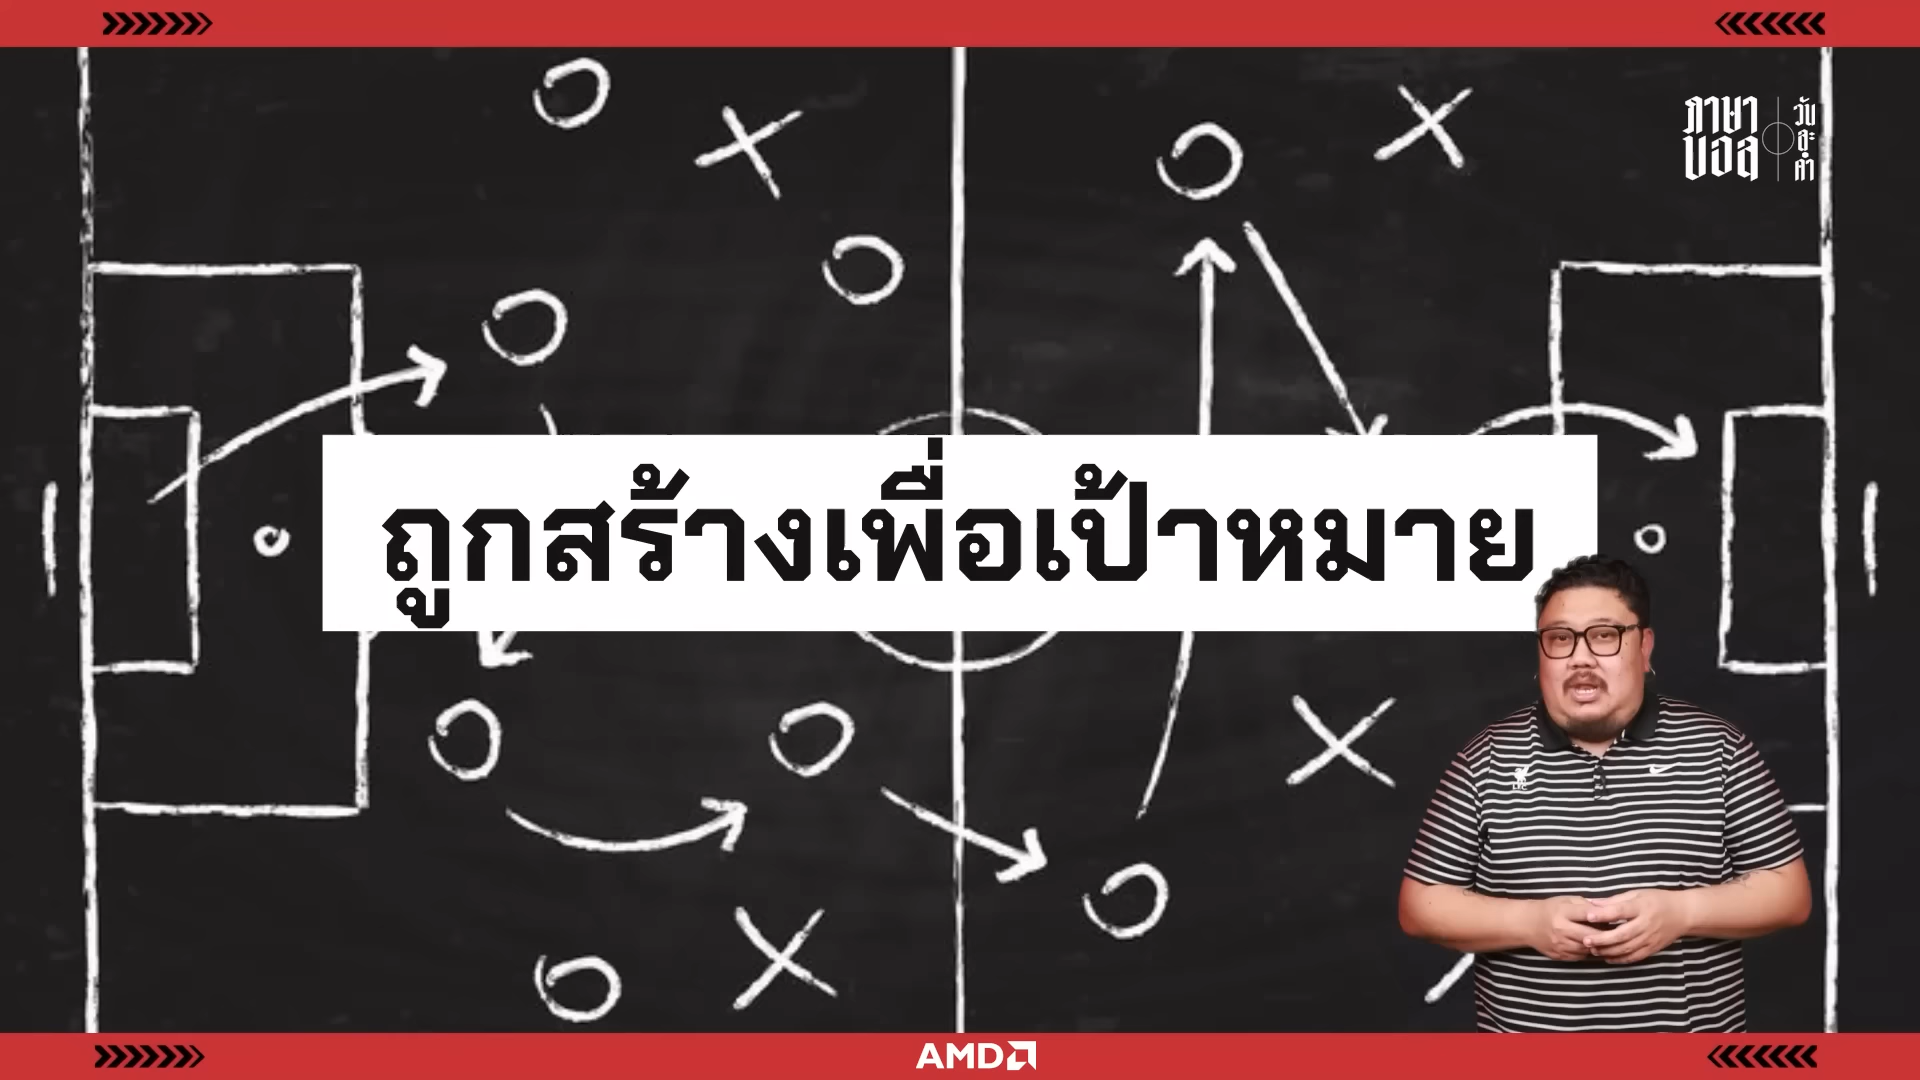 ภาษา
บอล
วัน
ละ
คำ
ถูกสร้างเพื่อเป้าหมาย
LFC
AMD